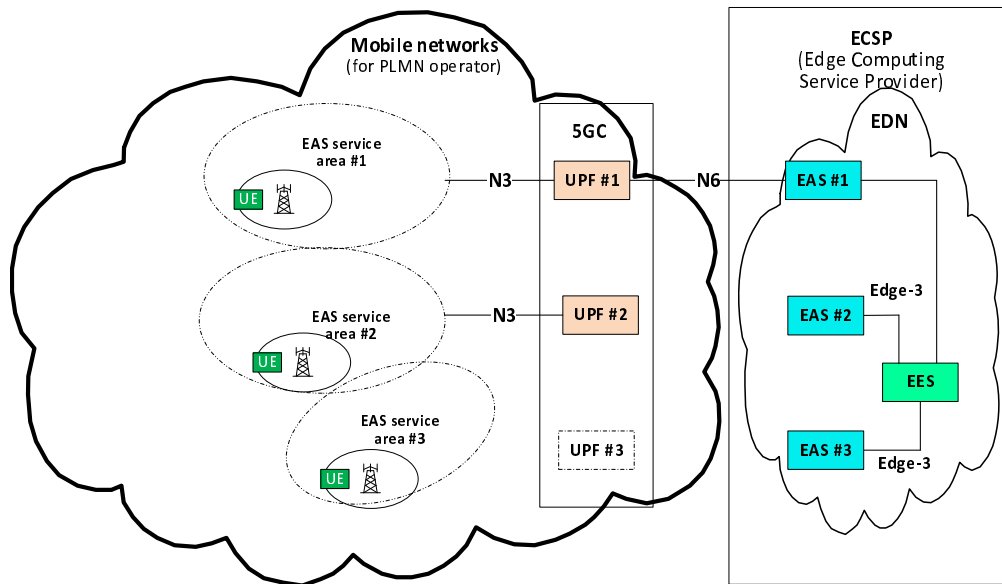 Mobile networks
(for PLMN operator)
ECSP
(Edge Computing
Service Provider)
EDN
5GC
EAS service
area #1
UE
N3
UPF #1
N6
EAS #1
EAS service
area #2
UE
N3
UPF #2
Edge-3
EAS #2
EES
EAS service
area #3
UE
UPF #3
EAS #3
Edge-3